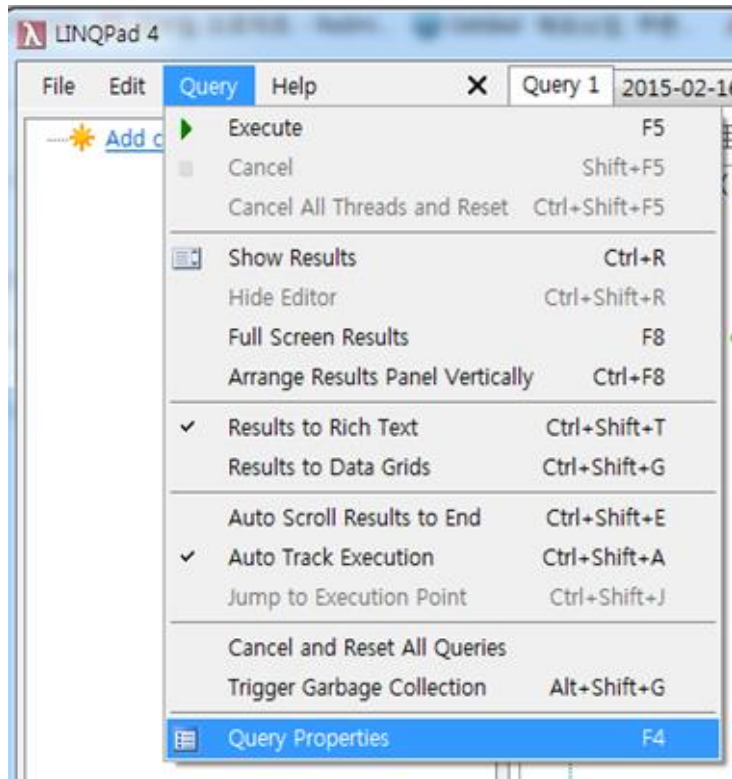 LINQPad 4
File Edit Query Help Query 1 2015-02-16
Add c
Execute F5
Cancel Shift+F5
Cancel All Threads and Reset Ctrl+Shift+F5
Show Results Ctrl+R
Hide Editor Ctrl+Shift+R
Full Screen Results F8
Arrange Results Panel Vertically Ctrl+F8
Results to Rich Text Ctrl+Shift+T
Results to Data Grids Ctrl+Shift+G
Auto Scroll Results to End Ctrl+Shift+E
Auto Track Execution Ctrl+Shift+A
Jump to Execution Point Ctrl+Shift+J
Cancel and Reset All Queries
Trigger Garbage Collection Alt+Shift+G
Query Properties F4